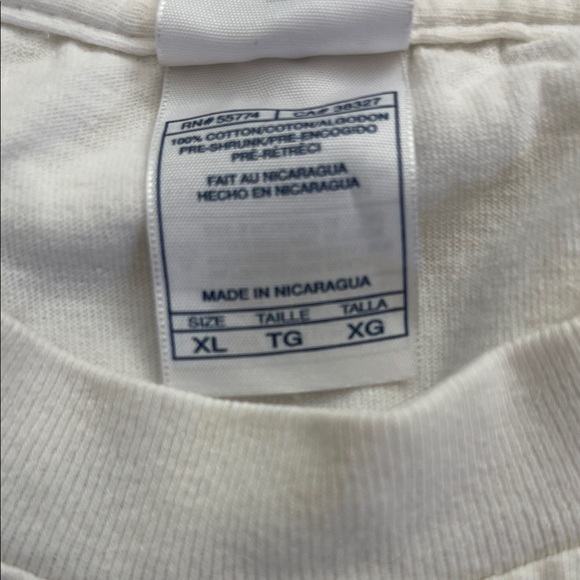 RN# 55774 CA# 38327
100% COTTON/COTON/ALGODON
PRE-SHRUNK/PRE-ENCOGIDO
PRÉ-RÉTRÉCI
FAIT AU NICARAGUA
HECHO EN NICARAGUA
MADE IN NICARAGUA
SIZE TAILLE TALLA
XL TG XG